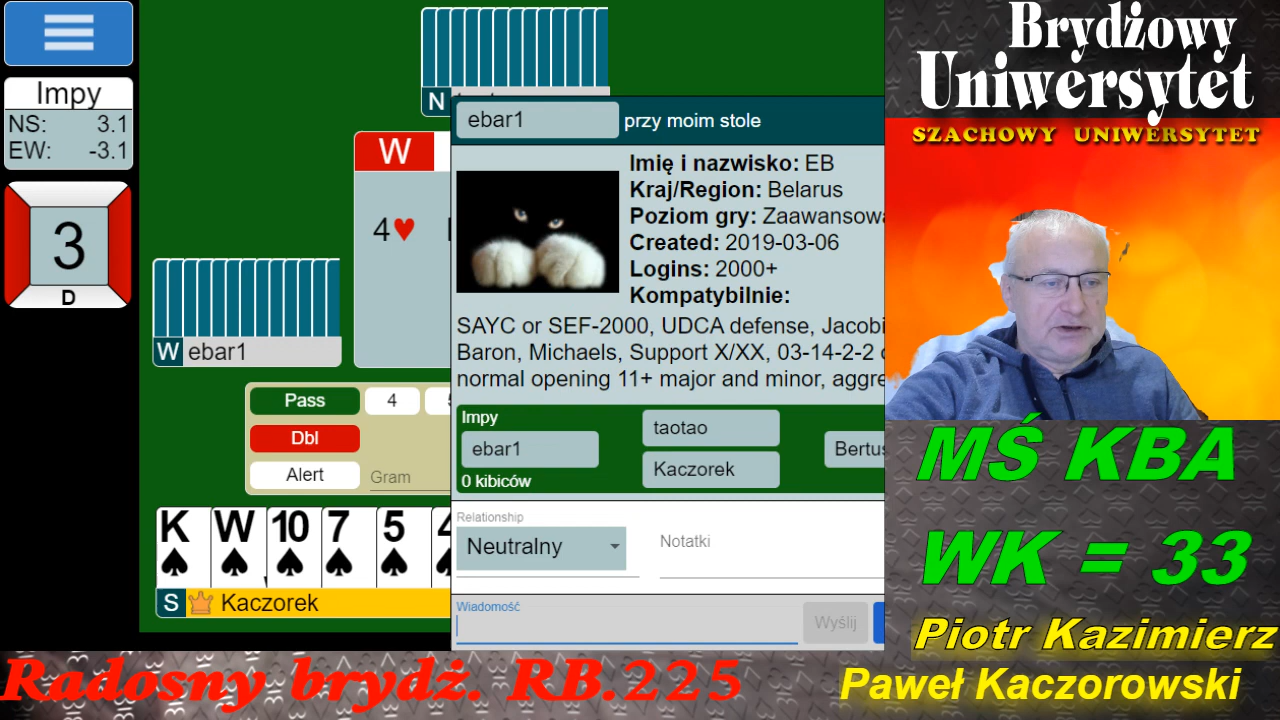 Impy
NS: 3.1
EW: -3.1
3
D
N
W
4♥
W ebar1
Pass
4
Dbl
Alert
Gram
K W 10 7 5 4
S Kaczorek
ebar1 przy moim stole
Imię i nazwisko: EB
Kraj/Region: Belarus
Poziom gry: Zaawansowa
Created: 2019-03-06
Logins: 2000+
Kompatybilnie:
SAYC or SEF-2000, UDCA defense, Jacobi
Baron, Michaels, Support X/XX, 03-14-2-2
normal opening 11+ major and minor, aggre
Impy
taotao
ebar1
Bertus
Kaczorek
0 kibiców
Relationship
Neutralny
Notatki
Wiadomość
Wyślij
Brydżowy
Uniwersytet
SZACHOWY UNIWERSYTET
MŚ KBA
WK = 33
Piotr Kazimierz
Paweł Kaczorowski
Radosny brydż. RB.225